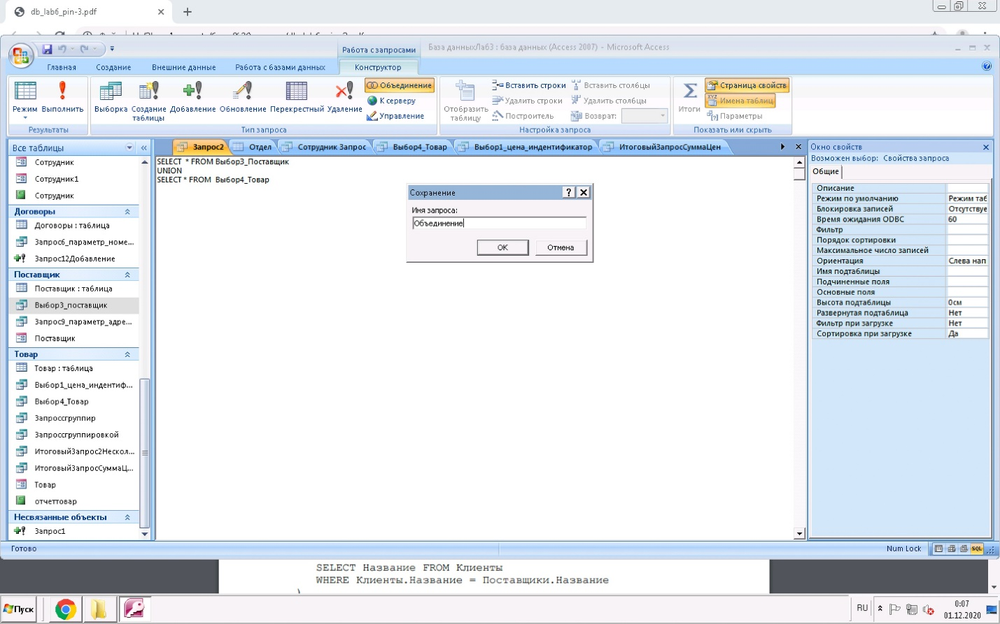 db_lab6_pin-3.pdf
Работа с запросами
База данныхЛаб3 : база данных (Access 2007) - Microsoft Access
Главная
Создание
Внешние данные
Работа с базами данных
Конструктор
Режим
Выполнить
Результаты
Выборка
Создание таблицы
Добавление
Обновление
Перекрестный
Удаление
Объединение
К серверу
Управление
Тип запроса
Отобразить таблицу
Вставить строки
Удалить строки
Построитель
Вставить столбцы
Удалить столбцы
Возврат:
Настройка запроса
Итоги
Страница свойств
Имена таблиц
Параметры
Показать или скрыть
Все таблицы
Сотрудник
Сотрудник1
Сотрудник
Договоры
Договоры : таблица
Запрос6_параметр_номе...
Запрос12Добавление
Поставщик
Поставщик : таблица
Выбор3_поставщик
Запрос9_параметр_адре...
Поставщик
Товар
Товар : таблица
Выбор1_цена_индентиф...
Выбор4_Товар
Запроссгруппир
Запроссгруппировкой
ИтоговыйЗапрос2Нескол...
ИтоговыйЗапросСуммаЦ...
Товар
отчеттовар
Несвязанные объекты
Запрос1
Запрос2
Отдел
Сотрудник Запрос
Выбор4_Товар
Выбор1_цена_индентификатор
ИтоговыйЗапросСуммаЦен
SELECT * FROM Выбор3_Поставщик
UNION
SELECT * FROM Выбор4_Товар
Сохранение
Имя запроса:
Объединение
ОК
Отмена
Окно свойств
Возможен выбор: Свойства запроса
Общие
Описание
Режим по умолчанию Режим таб
Блокировка записей Отсутствуе
Время ожидания ODBC 60
Фильтр
Порядок сортировки
Максимальное число записей
Ориентация Слева нап
Имя подтаблицы
Подчиненные поля
Основные поля
Высота подтаблицы 0см
Развернутая подтаблица Нет
Фильтр при загрузке Нет
Сортировка при загрузке Да
Готово
Num Lock
SQL
SELECT Название FROM Клиенты
WHERE Клиенты.Название = Поставщики.Название
)
Пуск
RU
0:07
01.12.2020